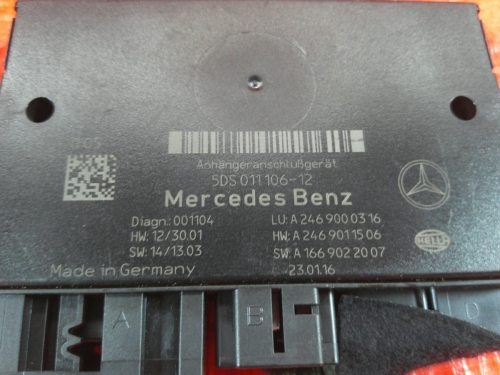 Anhängeranschlußgerät
5DS 011 106-12
Mercedes Benz
Diagn: 001104 LU: A 246 900 03 16
HW: 12/30.01 HW: A 246 901 15 06
SW: 14/13.03 SW: A 166 902 20 07
Made in Germany 23.01.16
HELLA
A B D